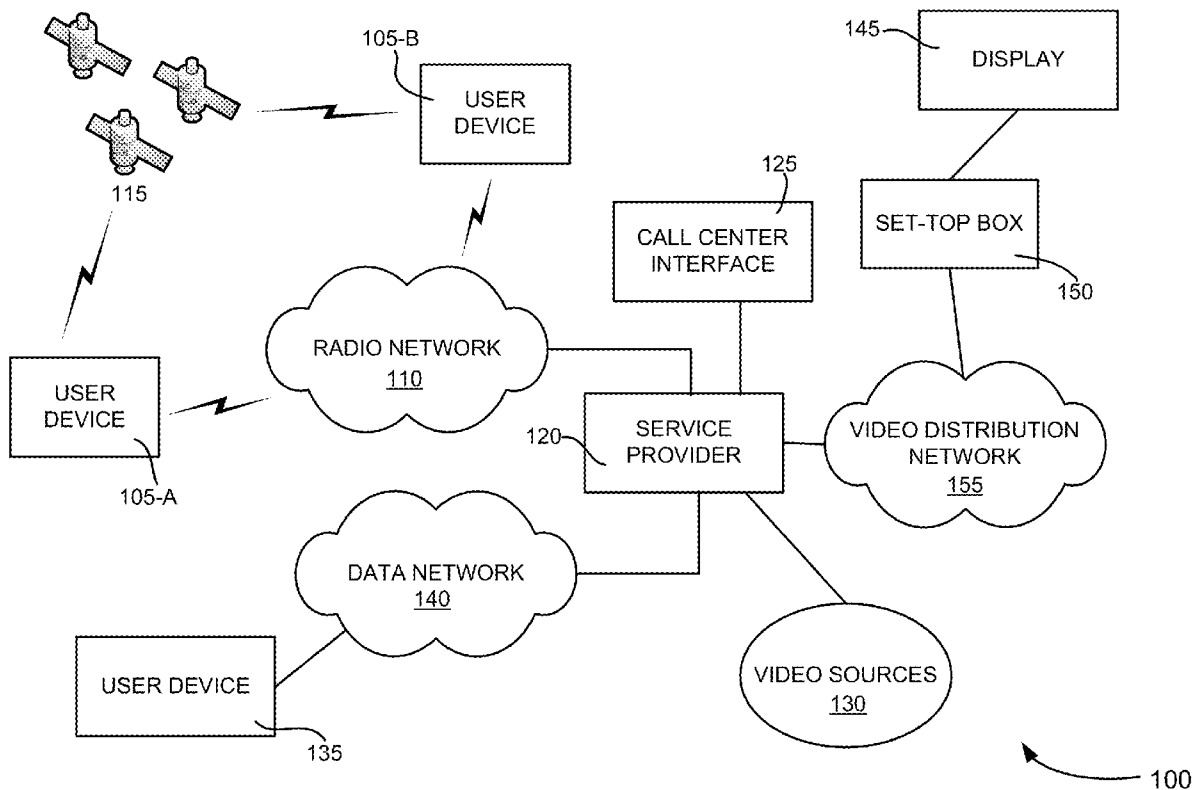 105-B
USER
DEVICE
145
DISPLAY
115
125
CALL CENTER
INTERFACE
SET-TOP BOX
150
RADIO NETWORK
110
USER
DEVICE
105-A
120
SERVICE
PROVIDER
VIDEO DISTRIBUTION
NETWORK
155
DATA NETWORK
140
USER DEVICE
135
VIDEO SOURCES
130
100